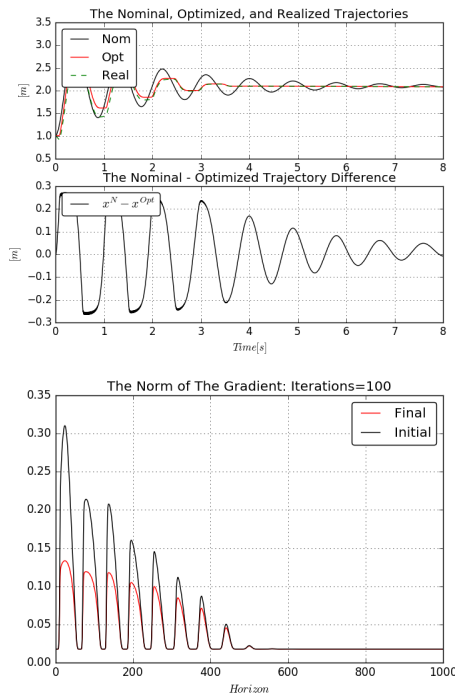 The Nominal, Optimized, and Realized Trajectories
3.5
3.0
2.5
2.0
1.5
1.0
0.5
[m]
Nom
Opt
Real
0 1 2 3 4 5 6 7 8
The Nominal - Optimized Trajectory Difference
0.3
0.2
0.1
0.0
−0.1
−0.2
−0.3
[m]
x^N − x^{Opt}
0 1 2 3 4 5 6 7 8
Time[s]
The Norm of The Gradient: Iterations=100
0.35
0.30
0.25
0.20
0.15
0.10
0.05
0.00
Final
Initial
0 200 400 600 800 1000
Horizon